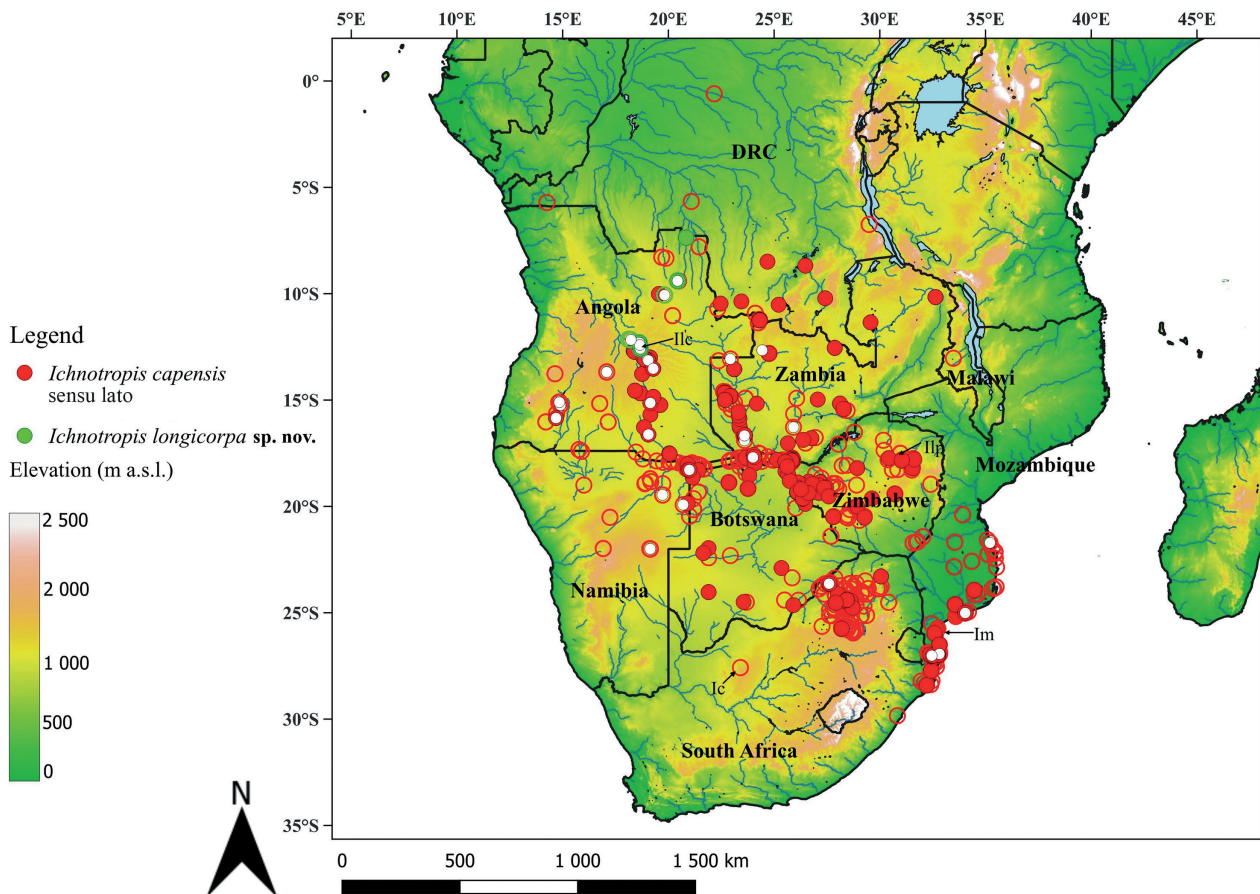 5°E 10°E 15°E 20°E 25°E 30°E 35°E 40°E 45°E
0°
DRC
5°S
10°S
Angola
Legend
Ilc
Ichnotropis capensis
sensu lato
Zambia
Malawi
15°S
Ichnotropis longicorpa sp. nov.
Ilp
Mozambique
Elevation (m a.s.l.)
Zimbabwe
20°S
2 500
Botswana
2 000
Namibia
25°S
Im
1 000
Ic
500
30°S
0
South Africa
N
35°S
0 500 1 000 1 500 km